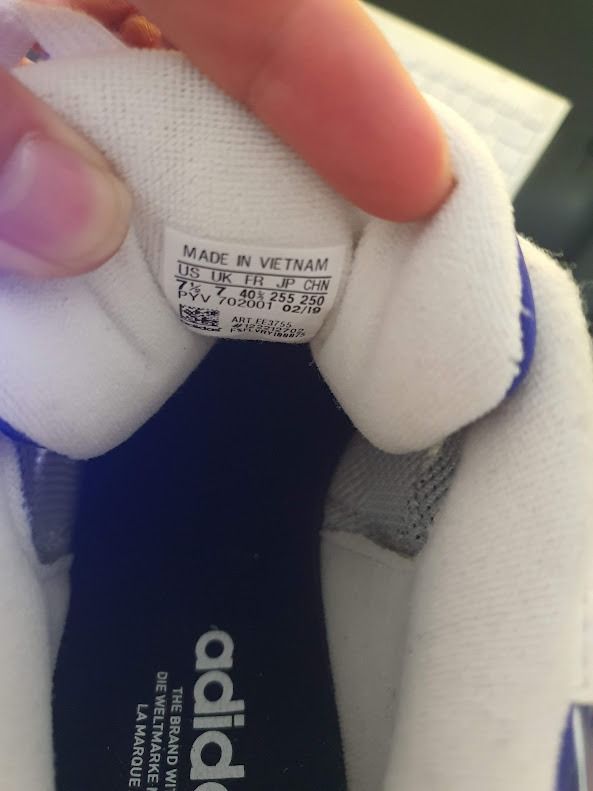 MADE IN VIETNAM
US UK FR JP CHN
7½ 7 40⅔ 255 250
PYV 702001 02/19
ART EE3755
adidas
THE BRAND WI
DIE WELTMARKE
LA MARQUE